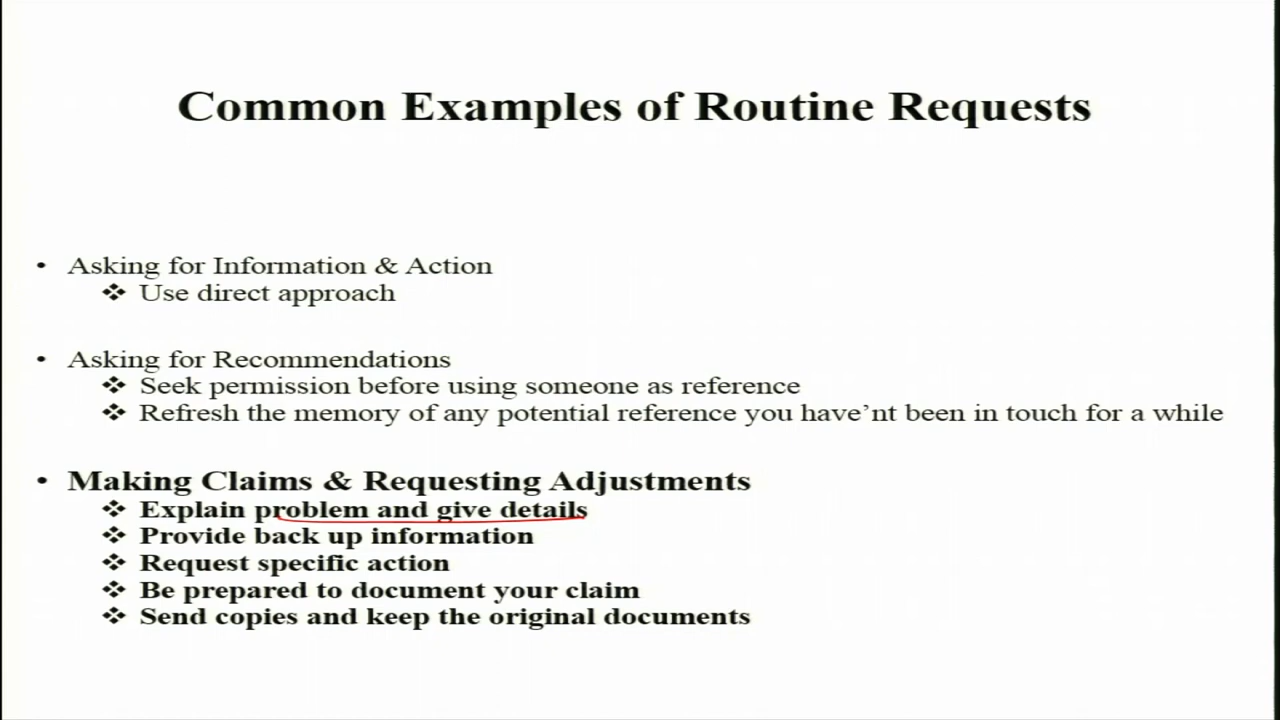 Common Examples of Routine Requests
• Asking for Information & Action
❖ Use direct approach
• Asking for Recommendations
❖ Seek permission before using someone as reference
❖ Refresh the memory of any potential reference you have’nt been in touch for a while
• Making Claims & Requesting Adjustments
❖ Explain problem and give details
❖ Provide back up information
❖ Request specific action
❖ Be prepared to document your claim
❖ Send copies and keep the original documents